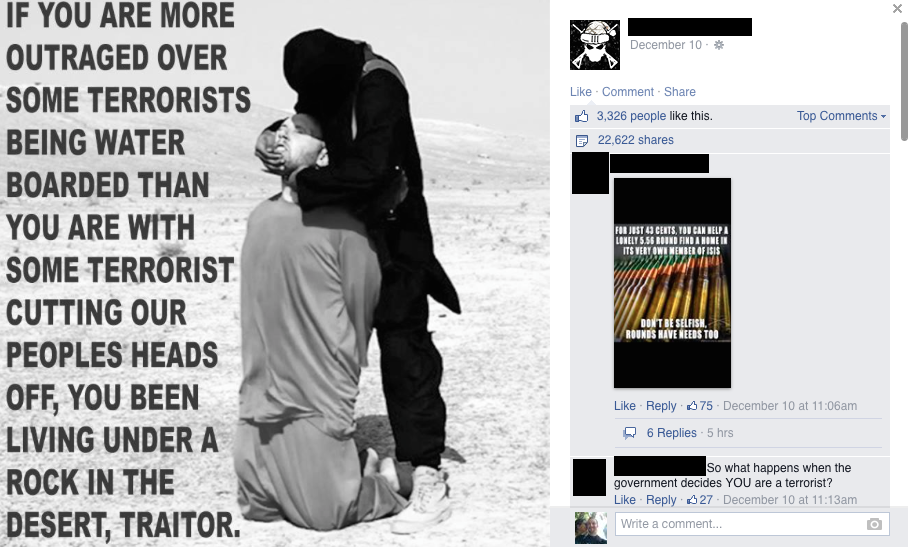 IF YOU ARE MORE
OUTRAGED OVER
SOME TERRORISTS
BEING WATER
BOARDED THAN
YOU ARE WITH
SOME TERRORIST
CUTTING OUR
PEOPLES HEADS
OFF, YOU BEEN
LIVING UNDER A
ROCK IN THE
DESERT, TRAITOR.
III
December 10 ·
Like · Comment · Share
3,326 people like this.
Top Comments
22,622 shares
FOR JUST 43 CENTS, YOU CAN HELP A
LONELY 5.56 ROUND FIND A HOME IN
ITS VERY OWN MEMBER OF ISIS
DON'T BE SELFISH,
ROUNDS HAVE NEEDS TOO
Like · Reply · 75 · December 10 at 11:06am
6 Replies · 5 hrs
So what happens when the
government decides YOU are a terrorist?
Like · Reply · 27 · December 10 at 11:13am
Write a comment...